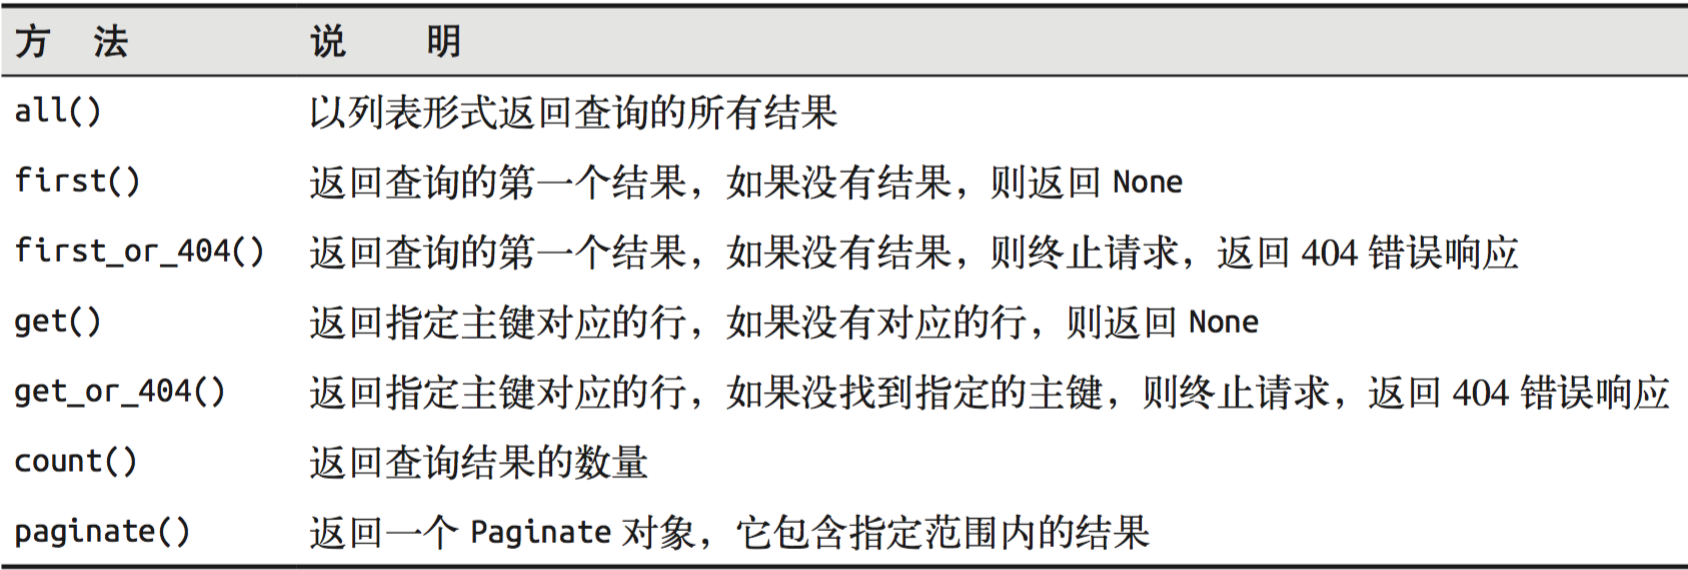 方 法 说 明
all() 以列表形式返回查询的所有结果
first() 返回查询的第一个结果，如果没有结果，则返回 None
first_or_404() 返回查询的第一个结果，如果没有结果，则终止请求，返回 404 错误响应
get() 返回指定主键对应的行，如果没有对应的行，则返回 None
get_or_404() 返回指定主键对应的行，如果没找到指定的主键，则终止请求，返回 404 错误响应
count() 返回查询结果的数量
paginate() 返回一个 Paginate 对象，它包含指定范围内的结果